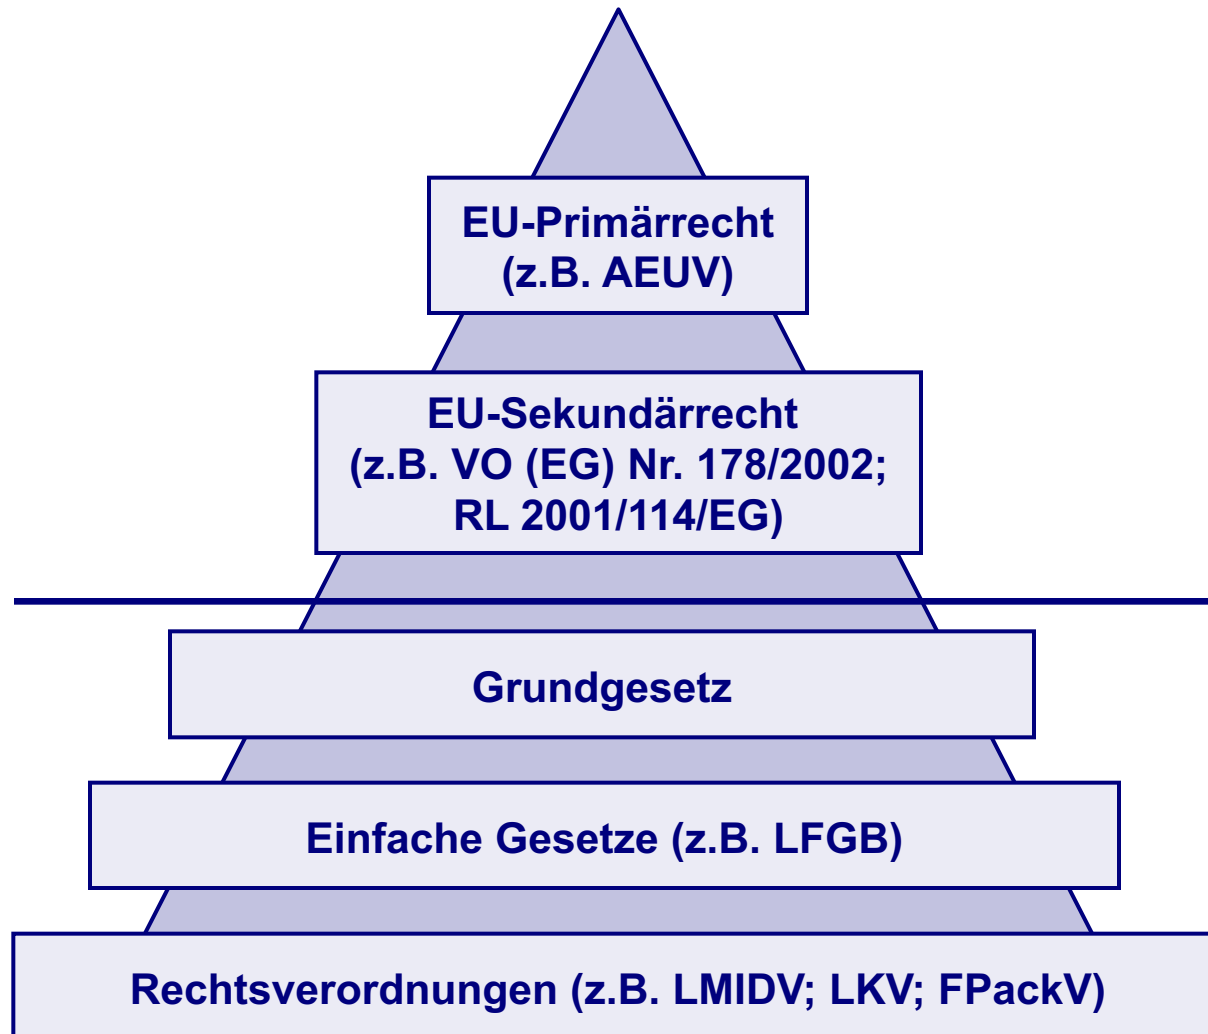 EU-Primärrecht
(z.B. AEUV)
EU-Sekundärrecht
(z.B. VO (EG) Nr. 178/2002;
RL 2001/114/EG)
Grundgesetz
Einfache Gesetze (z.B. LFGB)
Rechtsverordnungen (z.B. LMIDV; LKV; FPackV)